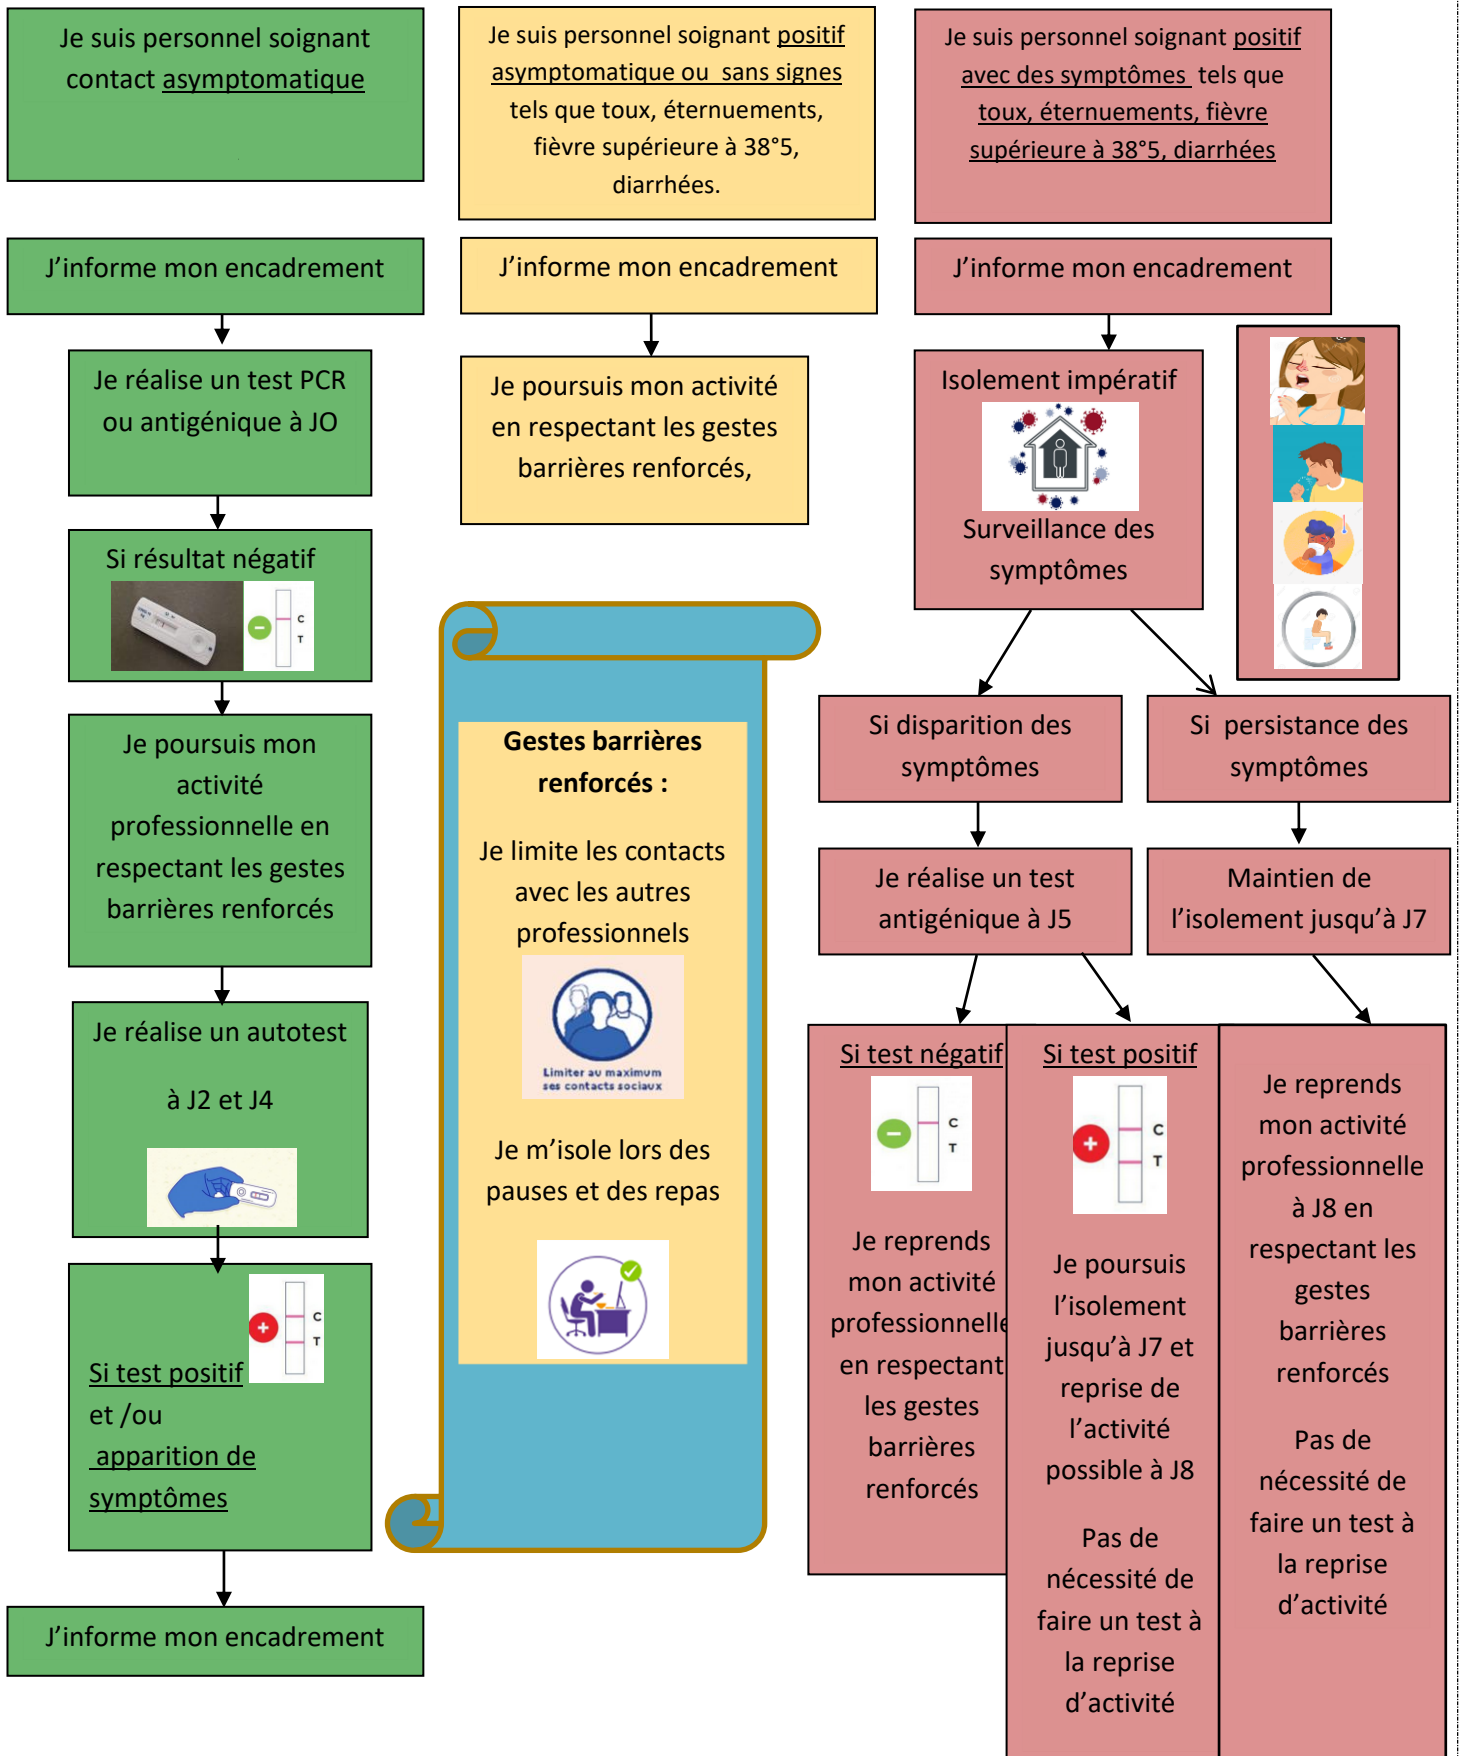 Je suis personnel soignant
contact asymptomatique
J’informe mon encadrement
Je réalise un test PCR
ou antigénique à JO
Si résultat négatif
C
T
Je poursuis mon
activité
professionnelle en
respectant les gestes
barrières renforcés
Je réalise un autotest
à J2 et J4
C
T
Si test positif
et /ou
apparition de
symptômes
J’informe mon encadrement
Je suis personnel soignant positif
asymptomatique ou sans signes
tels que toux, éternuements,
fièvre supérieure à 38°5,
diarrhées.
J’informe mon encadrement
Je poursuis mon activité
en respectant les gestes
barrières renforcés,
Gestes barrières
renforcés :
Je limite les contacts
avec les autres
professionnels
Limiter au maximum
ses contacts sociaux
Je m’isole lors des
pauses et des repas
Je suis personnel soignant positif
avec des symptômes tels que
toux, éternuements, fièvre
supérieure à 38°5, diarrhées
J’informe mon encadrement
Isolement impératif
Surveillance des
symptômes
Si disparition des
symptômes
Je réalise un test
antigénique à J5
Si test négatif
C
T
Je reprends
mon activité
professionnelle
en respectant
les gestes
barrières
renforcés
Si test positif
C
T
Je poursuis
l’isolement
jusqu’à J7 et
reprise de
l’activité
possible à J8
Pas de
nécessité de
faire un test à
la reprise
d’activité
Si persistance des
symptômes
Maintien de
l’isolement jusqu’à J7
Je reprends
mon activité
professionnelle
à J8 en
respectant les
gestes
barrières
renforcés
Pas de
nécessité de
faire un test à
la reprise
d’activité